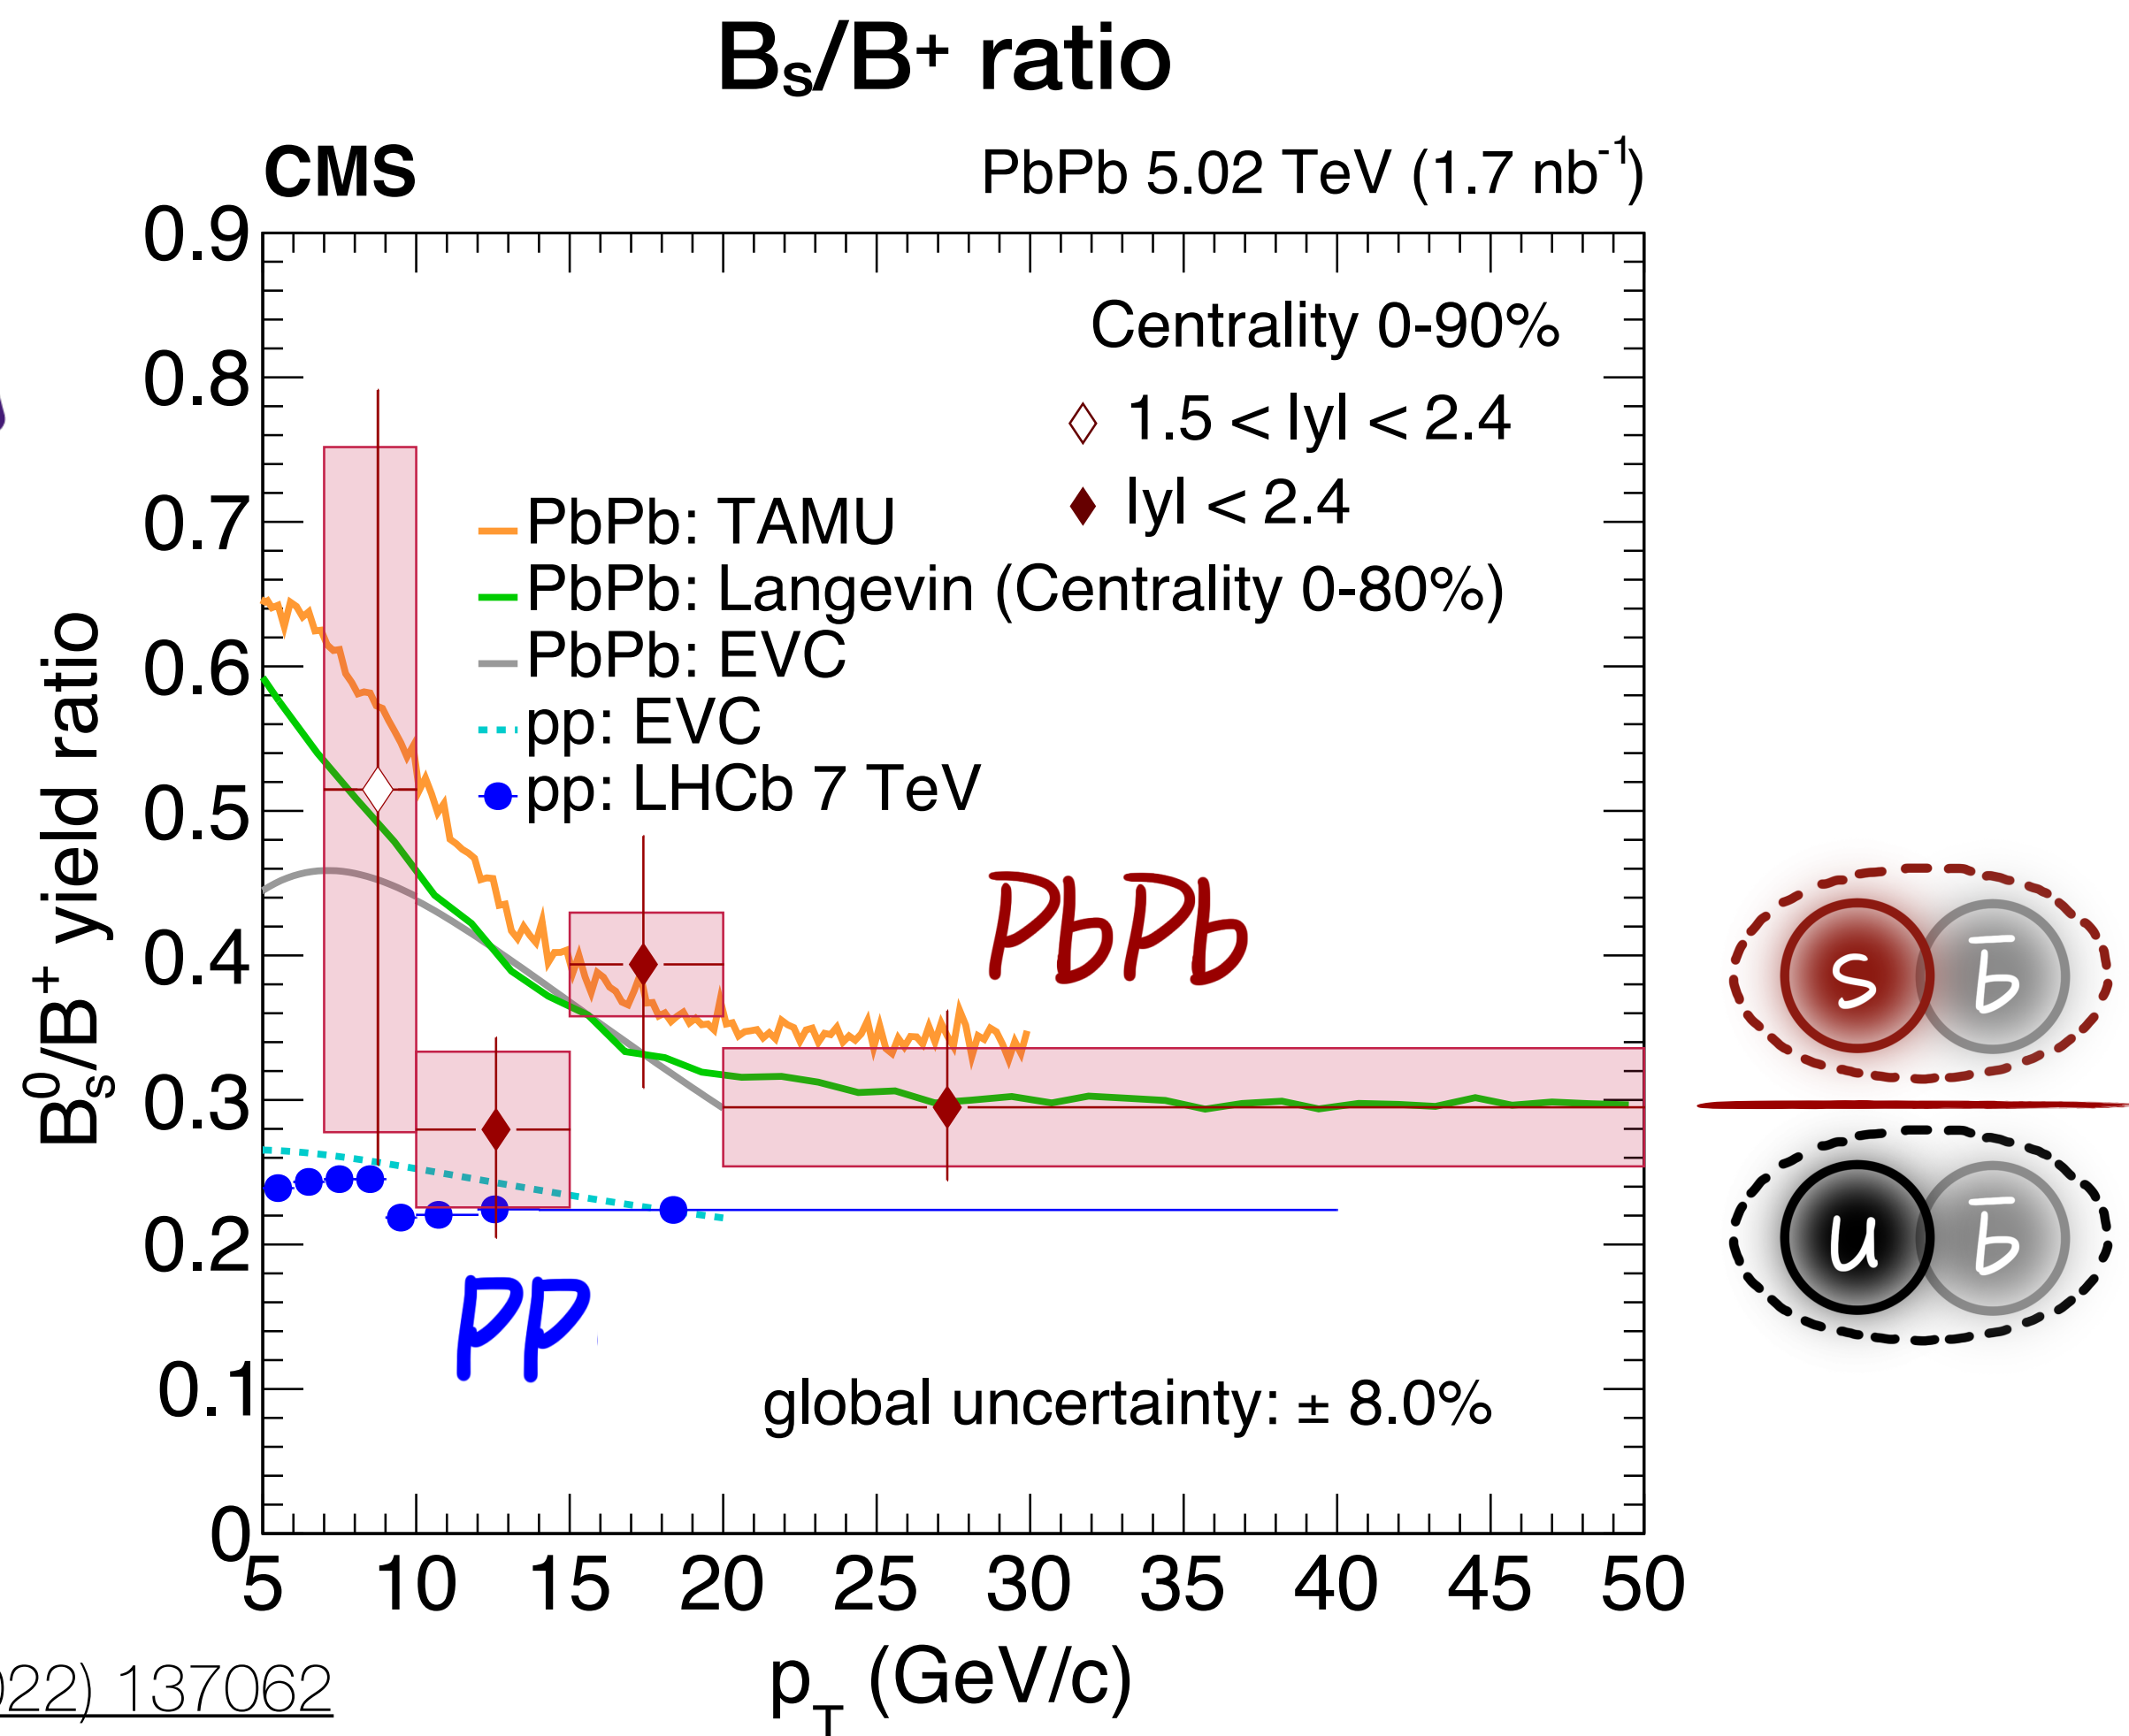 Bs/B+ ratio
CMS
PbPb 5.02 TeV (1.7 nb-1)
0.9
Centrality 0-90%
0.8
1.5 < |y| < 2.4
|y| < 2.4
0.7
PbPb: TAMU
PbPb: Langevin (Centrality 0-80%)
PbPb: EVC
pp: EVC
pp: LHCb 7 TeV
0.6
0.5
0.4
0.3
0.2
0.1
0
B0s/B+ yield ratio
PbPb
s b̄
u b̄
pp
global uncertainty: ± 8.0%
5 10 15 20 25 30 35 40 45 50
pT (GeV/c)
22) 137062